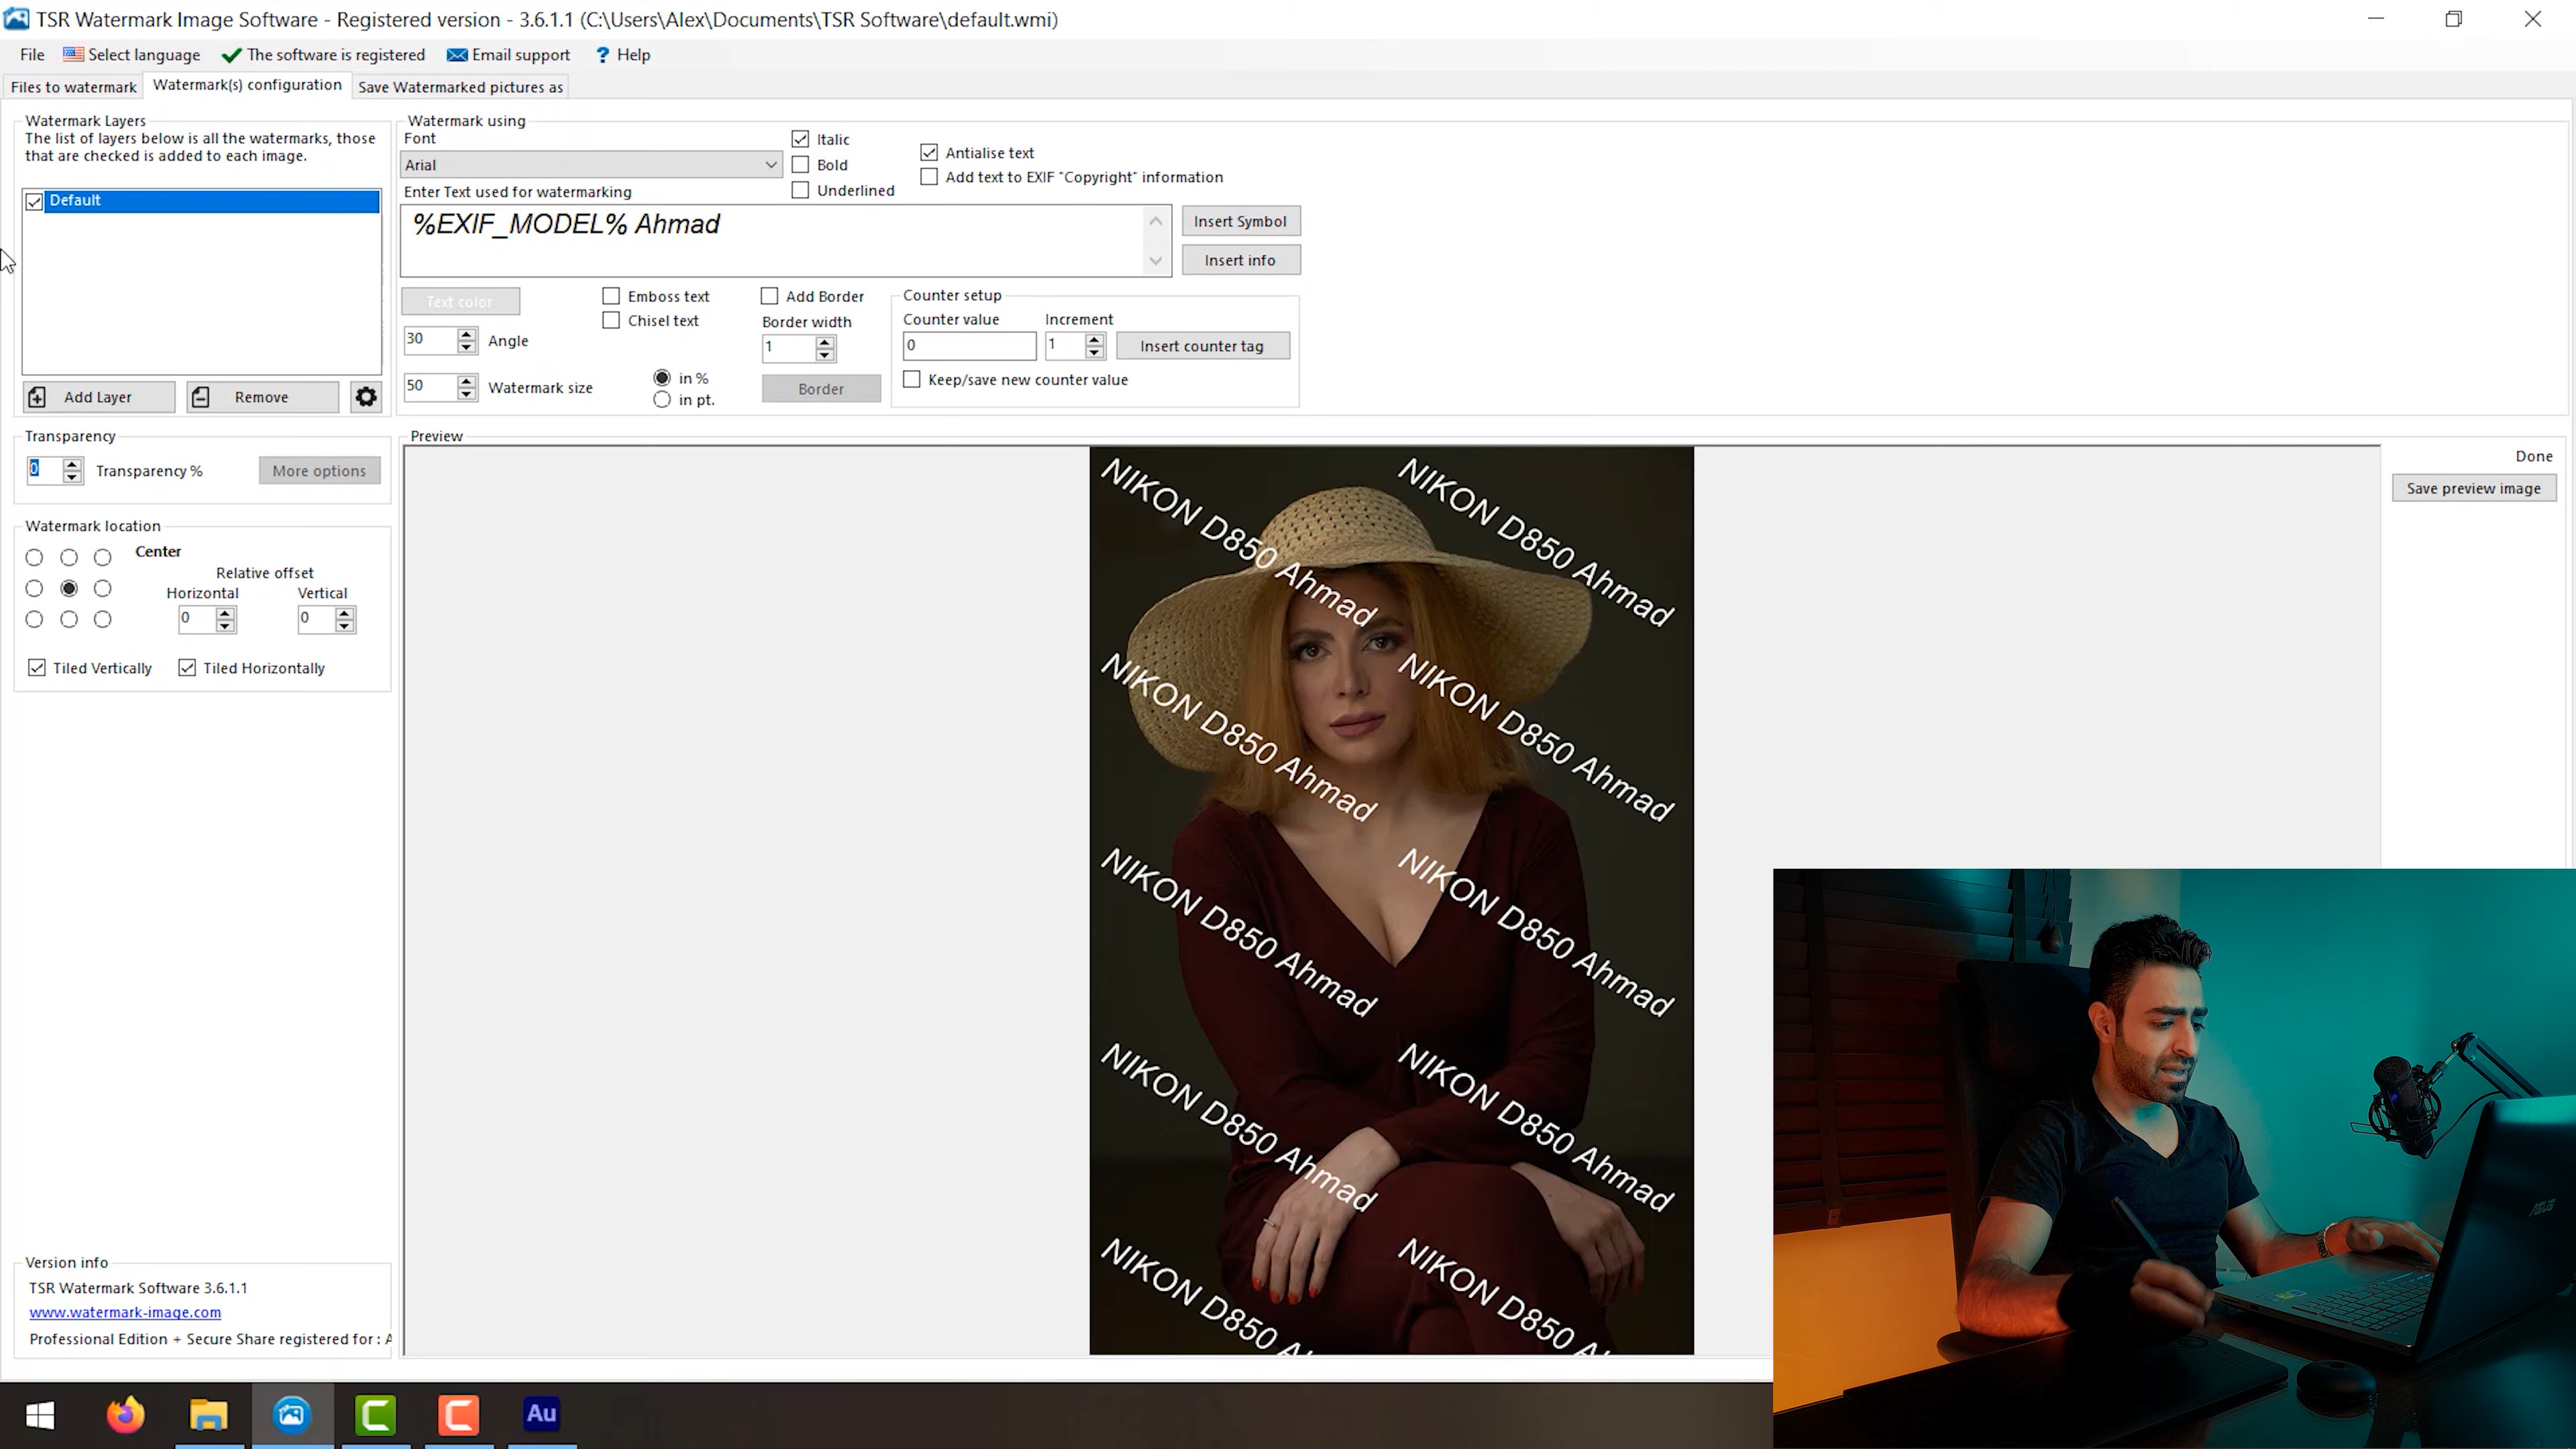 TSR Watermark Image Software - Registered version - 3.6.1.1 (C:\Users\Alex\Documents\TSR Software\default.wmi)
File Select language The software is registered Email support ? Help
Files to watermark Watermark(s) configuration Save Watermarked pictures as
Watermark Layers
The list of layers below is all the watermarks, those
that are checked is added to each image.
Default
Add Layer Remove
Watermark using
Font
Arial
Italic
Bold
Underlined
Antialise text
Add text to EXIF "Copyright" information
Enter Text used for watermarking
%EXIF_MODEL% Ahmad
Insert Symbol
Insert info
Text color
30 Angle
50 Watermark size
Emboss text
Chisel text
in %
in pt.
Add Border
Border width
1
Border
Counter setup
Counter value Increment
0 1 Insert counter tag
Keep/save new counter value
Transparency
0 Transparency % More options
Watermark location
Center
Relative offset
Horizontal Vertical
0 0
Tiled Vertically Tiled Horizontally
Preview
Done
Save preview image
NIKON D850 Ahmad NIKON D850 Ahmad
NIKON D850 Ahmad NIKON D850 Ahmad
NIKON D850 Ahmad NIKON D850 Ahmad
NIKON D850 Ahmad NIKON D850 Ahmad
NIKON D850 A NIKON D850 A
Version info
TSR Watermark Software 3.6.1.1
www.watermark-image.com
Professional Edition + Secure Share registered for : A
Au
ASUS